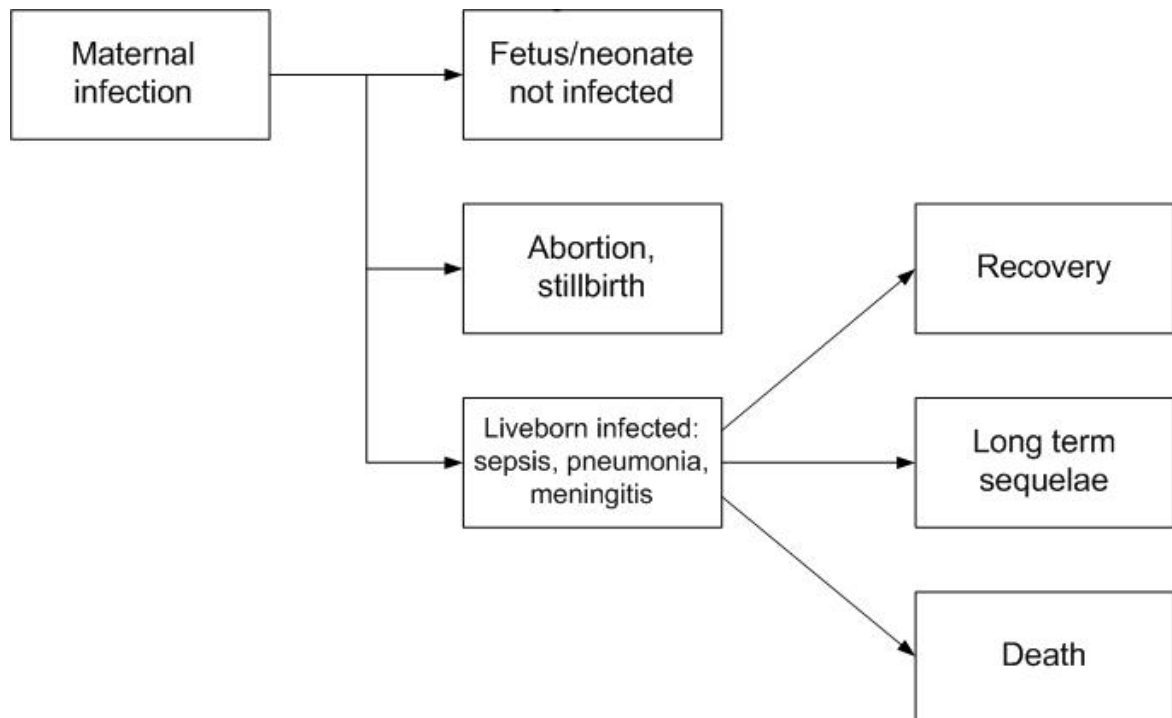 Maternal
infection
Fetus/neonate
not infected
Abortion,
stillbirth
Recovery
Liveborn infected:
sepsis, pneumonia,
meningitis
Long term
sequelae
Death